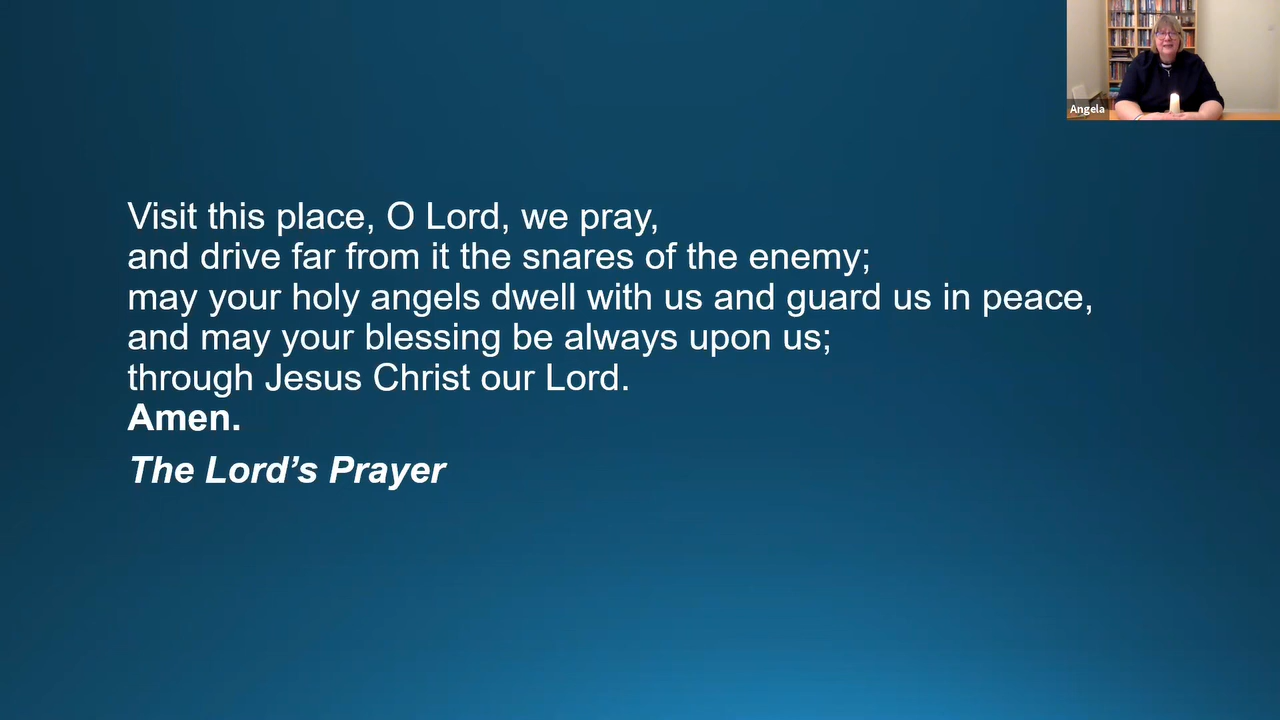 Angela
Visit this place, O Lord, we pray,
and drive far from it the snares of the enemy;
may your holy angels dwell with us and guard us in peace,
and may your blessing be always upon us;
through Jesus Christ our Lord.
Amen.
The Lord’s Prayer